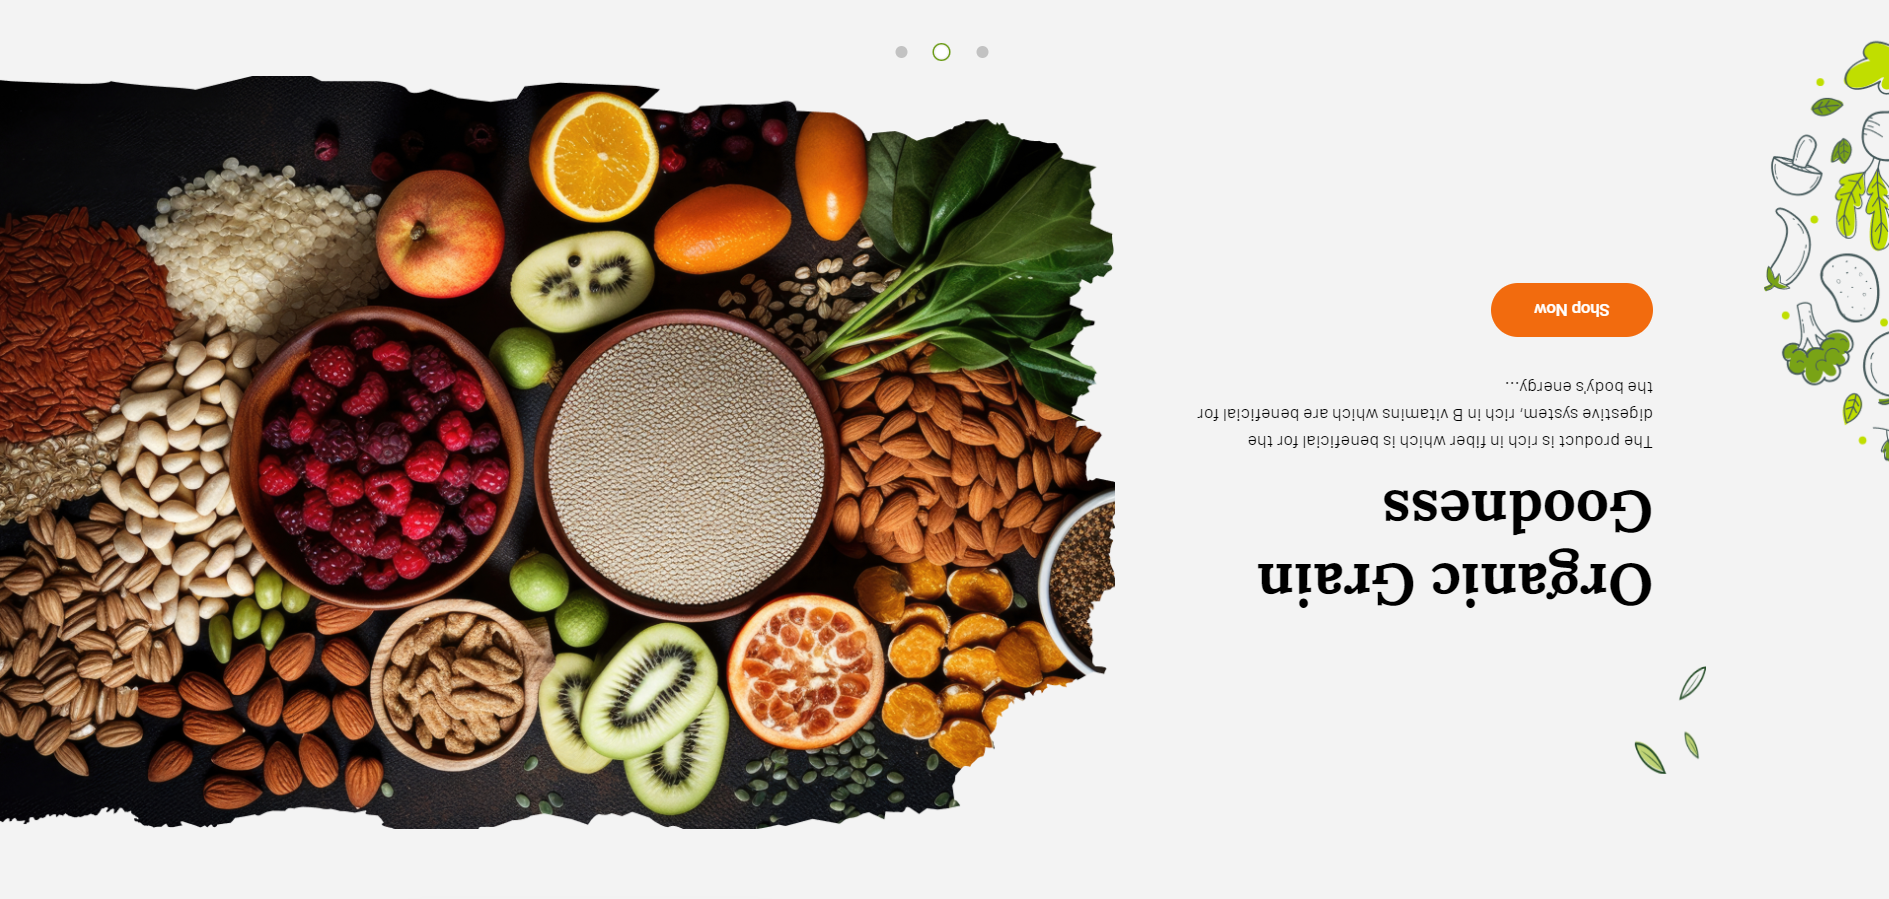 Organic Grain
Goodness
The product is rich in fiber which is beneficial for the
digestive system, rich in B vitamins which are beneficial for
the body's energy...
Shop Now